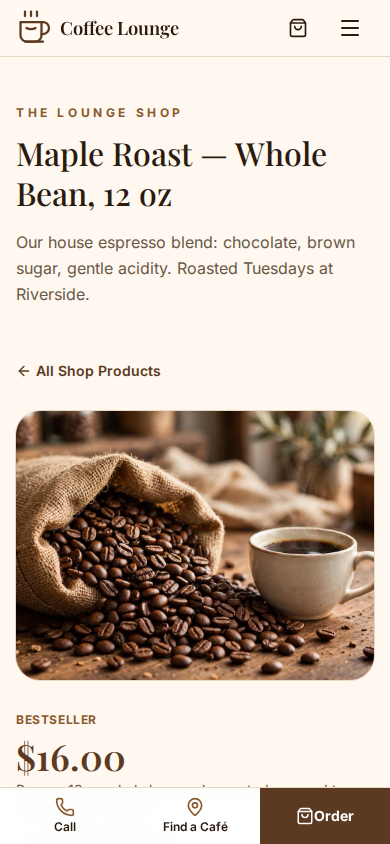 Coffee Lounge
THE LOUNGE SHOP
Maple Roast — Whole
Bean, 12 oz
Our house espresso blend: chocolate, brown
sugar, gentle acidity. Roasted Tuesdays at
Riverside.
← All Shop Products
BESTSELLER
$16.00
Call
Find a Café
Order